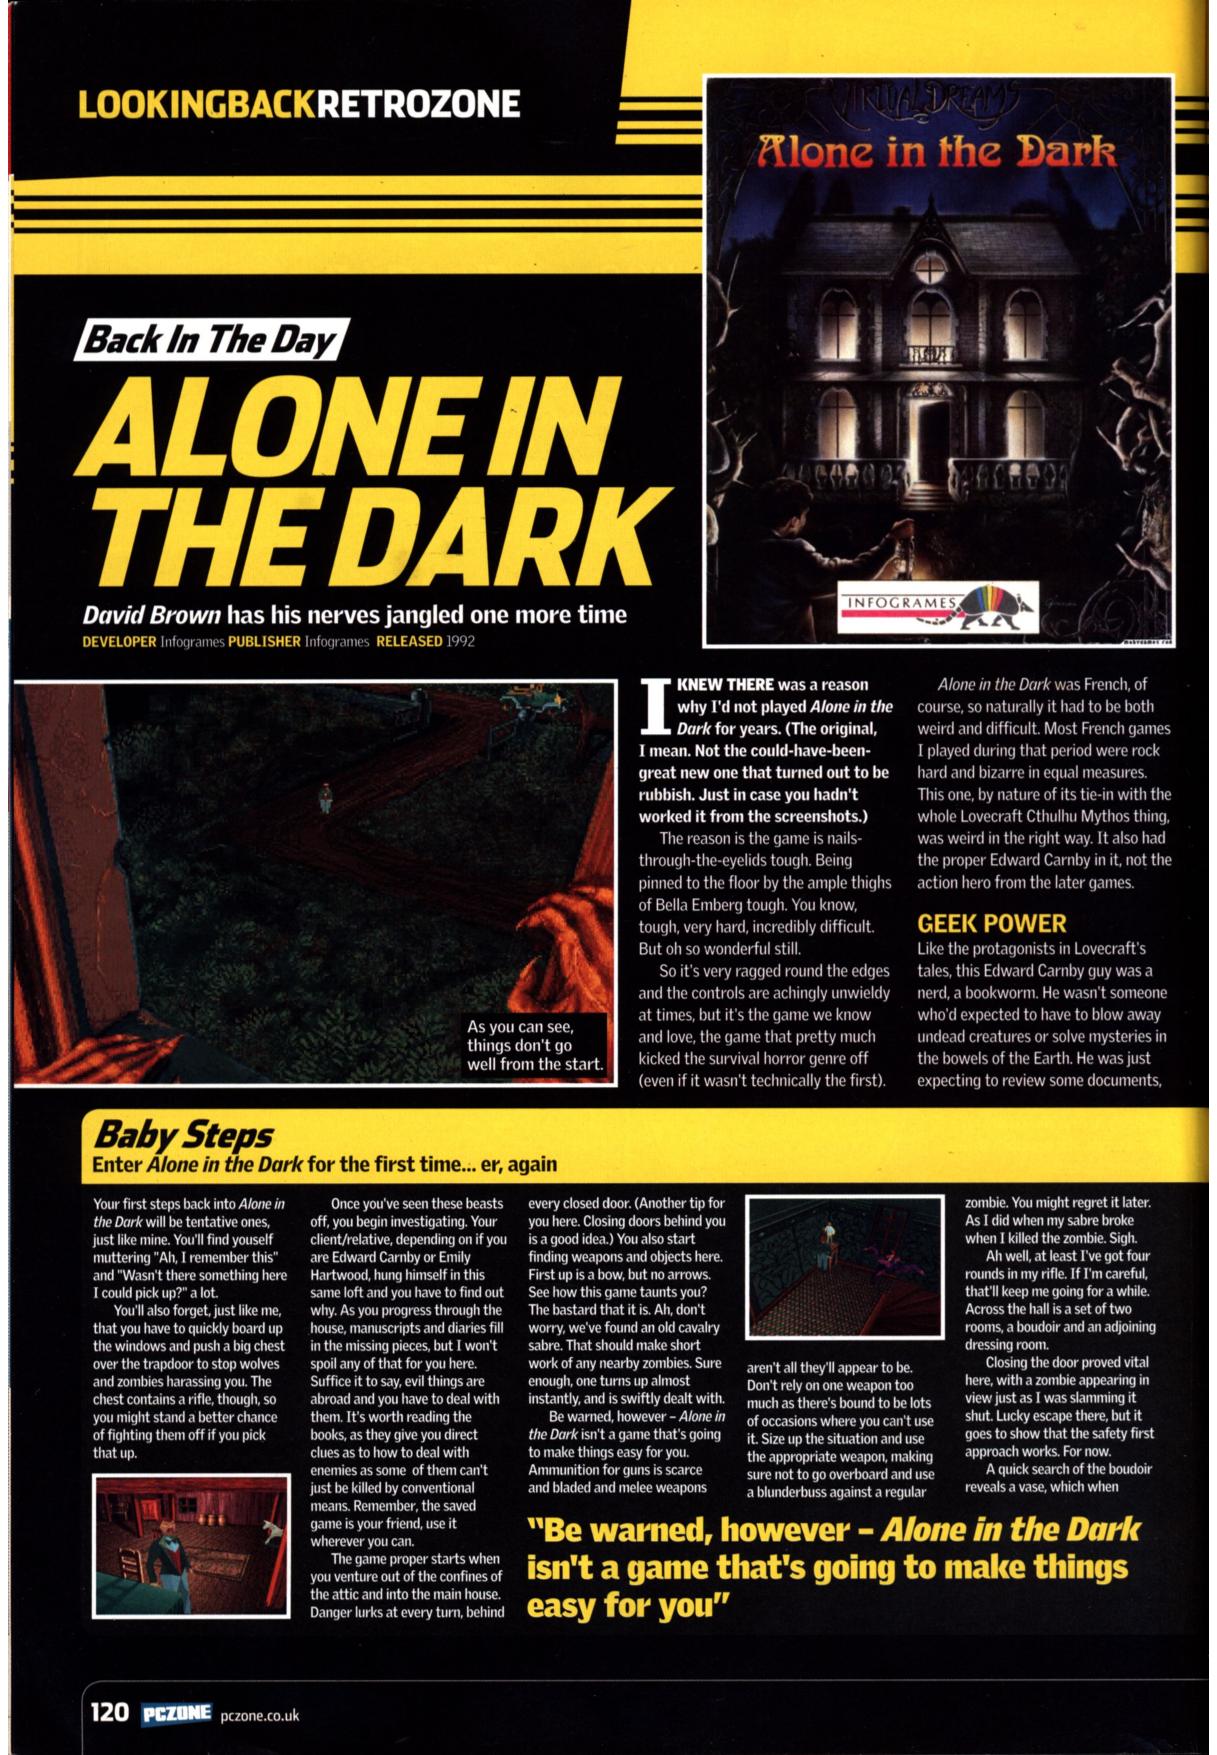 LOOKINGBACKRETROZONE
VIRTUAL DREAMS
Alone in the Dark
INFOGRAMES
Back In The Day
ALONE IN
THE DARK
David Brown has his nerves jangled one more time
DEVELOPER Infogrames PUBLISHER Infogrames RELEASED 1992
As you can see,
things don't go
well from the start.
I KNEW THERE was a reason
why I'd not played Alone in the
Dark for years. (The original,
I mean. Not the could-have-been-
great new one that turned out to be
rubbish. Just in case you hadn't
worked it from the screenshots.)
The reason is the game is nails-
through-the-eyelids tough. Being
pinned to the floor by the ample thighs
of Bella Emberg tough. You know,
tough, very hard, incredibly difficult.
But oh so wonderful still.
So it's very ragged round the edges
and the controls are achingly unwieldy
at times, but it's the game we know
and love, the game that pretty much
kicked the survival horror genre off
(even if it wasn't technically the first).
Alone in the Dark was French, of
course, so naturally it had to be both
weird and difficult. Most French games
I played during that period were rock
hard and bizarre in equal measures.
This one, by nature of its tie-in with the
whole Lovecraft Cthulhu Mythos thing,
was weird in the right way. It also had
the proper Edward Carnby in it, not the
action hero from the later games.
GEEK POWER
Like the protagonists in Lovecraft's
tales, this Edward Carnby guy was a
nerd, a bookworm. He wasn't someone
who'd expected to have to blow away
undead creatures or solve mysteries in
the bowels of the Earth. He was just
expecting to review some documents,
Baby Steps
Enter Alone in the Dark for the first time... er, again
Your first steps back into Alone in
the Dark will be tentative ones,
just like mine. You'll find youself
muttering "Ah, I remember this"
and "Wasn't there something here
I could pick up?" a lot.
You'll also forget, just like me,
that you have to quickly board up
the windows and push a big chest
over the trapdoor to stop wolves
and zombies harassing you. The
chest contains a rifle, though, so
you might stand a better chance
of fighting them off if you pick
that up.
Once you've seen these beasts
off, you begin investigating. Your
client/relative, depending on if you
are Edward Carnby or Emily
Hartwood, hung himself in this
same loft and you have to find out
why. As you progress through the
house, manuscripts and diaries fill
in the missing pieces, but I won't
spoil any of that for you here.
Suffice it to say, evil things are
abroad and you have to deal with
them. It's worth reading the
books, as they give you direct
clues as to how to deal with
enemies as some of them can't
just be killed by conventional
means. Remember, the saved
game is your friend, use it
wherever you can.
The game proper starts when
you venture out of the confines of
the attic and into the main house.
Danger lurks at every turn, behind
every closed door. (Another tip for
you here. Closing doors behind you
is a good idea.) You also start
finding weapons and objects here.
First up is a bow, but no arrows.
See how this game taunts you?
The bastard that it is. Ah, don't
worry, we've found an old cavalry
sabre. That should make short
work of any nearby zombies. Sure
enough, one turns up almost
instantly, and is swiftly dealt with.
Be warned, however – Alone in
the Dark isn't a game that's going
to make things easy for you.
Ammunition for guns is scarce
and bladed and melee weapons
aren't all they'll appear to be.
Don't rely on one weapon too
much as there's bound to be lots
of occasions where you can't use
it. Size up the situation and use
the appropriate weapon, making
sure not to go overboard and use
a blunderbuss against a regular
zombie. You might regret it later.
As I did when my sabre broke
when I killed the zombie. Sigh.
Ah well, at least I've got four
rounds in my rifle. If I'm careful,
that'll keep me going for a while.
Across the hall is a set of two
rooms, a boudoir and an adjoining
dressing room.
Closing the door proved vital
here, with a zombie appearing in
view just as I was slamming it
shut. Lucky escape there, but it
goes to show that the safety first
approach works. For now.
A quick search of the boudoir
reveals a vase, which when
"Be warned, however – Alone in the Dark
isn't a game that's going to make things
easy for you"
120 PCZONE pczone.co.uk